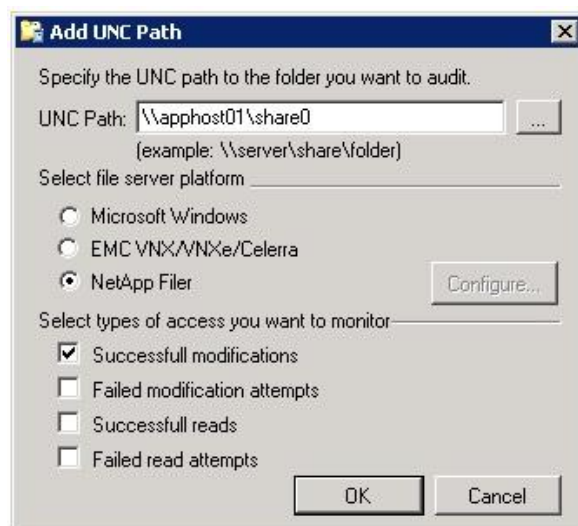 Add UNC Path
Specify the UNC path to the folder you want to audit.
UNC Path: \\apphost01\share0 ...
(example: \\server\share\folder)
Select file server platform
Microsoft Windows
EMC VNX/VNXe/Celerra
NetApp Filer Configure...
Select types of access you want to monitor
Successfull modifications
Failed modification attempts
Successfull reads
Failed read attempts
OK Cancel